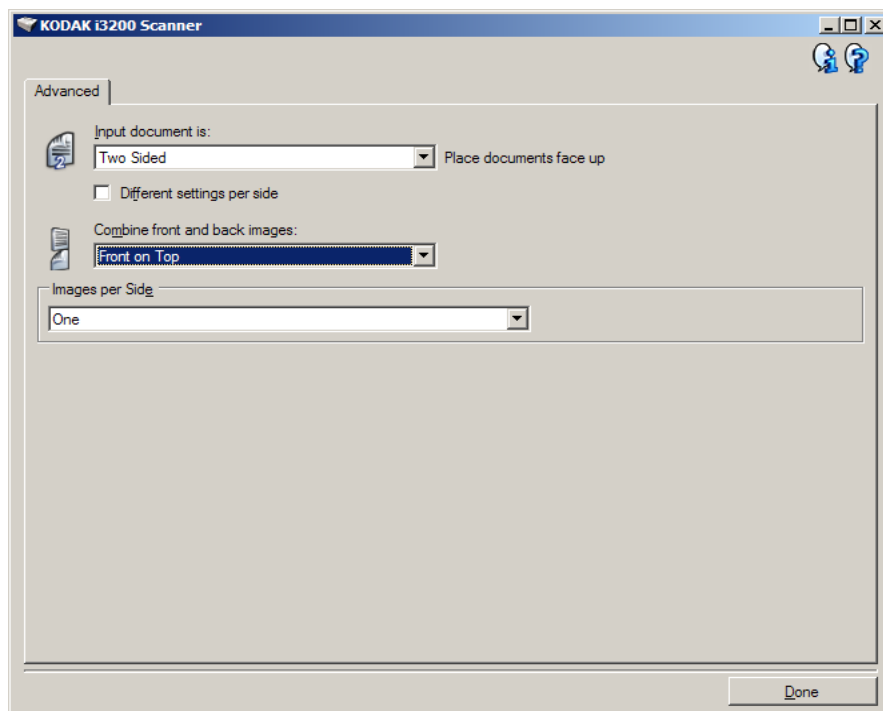 KODAK i3200 Scanner
Advanced
Input document is:
Two Sided
Place documents face up
Different settings per side
Combine front and back images:
Front on Top
Images per Side
One
Done